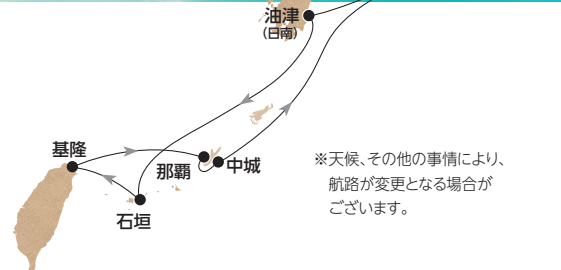 油津
(日南)
基隆
那覇
中城
石垣
※天候、その他の事情により、
航路が変更となる場合が
ございます。